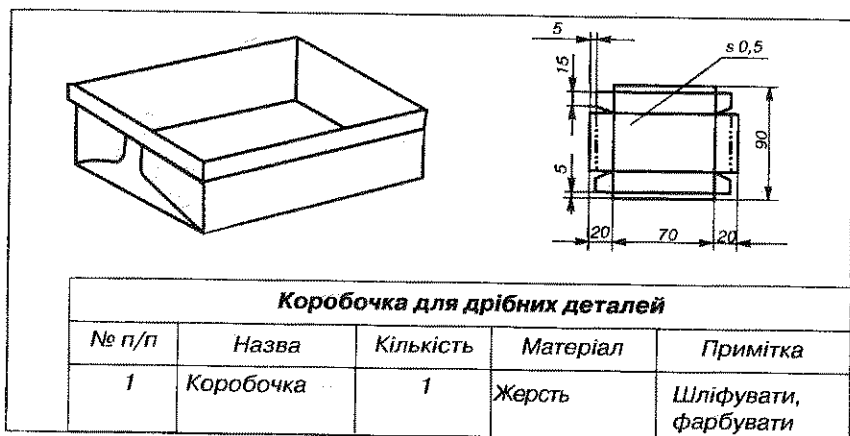 5
s 0,5
15
90
5
20 70 20
Коробочка для дрібних деталей
№ п/п Назва Кількість Матеріал Примітка
1 Коробочка 1 Жерсть Шліфувати,
фарбувати